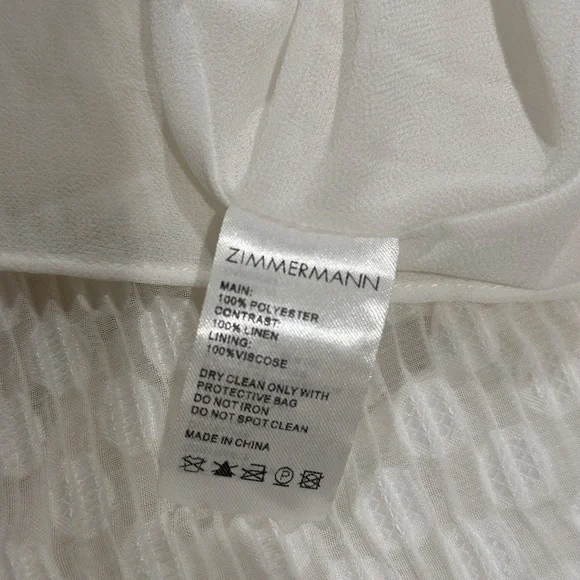 ZIMMERMANN
MAIN:
100% POLYESTER
CONTRAST:
100% LINEN
LINING:
100%VISCOSE
DRY CLEAN ONLY WITH
PROTECTIVE BAG
DO NOT IRON
DO NOT SPOT CLEAN
MADE IN CHINA
P